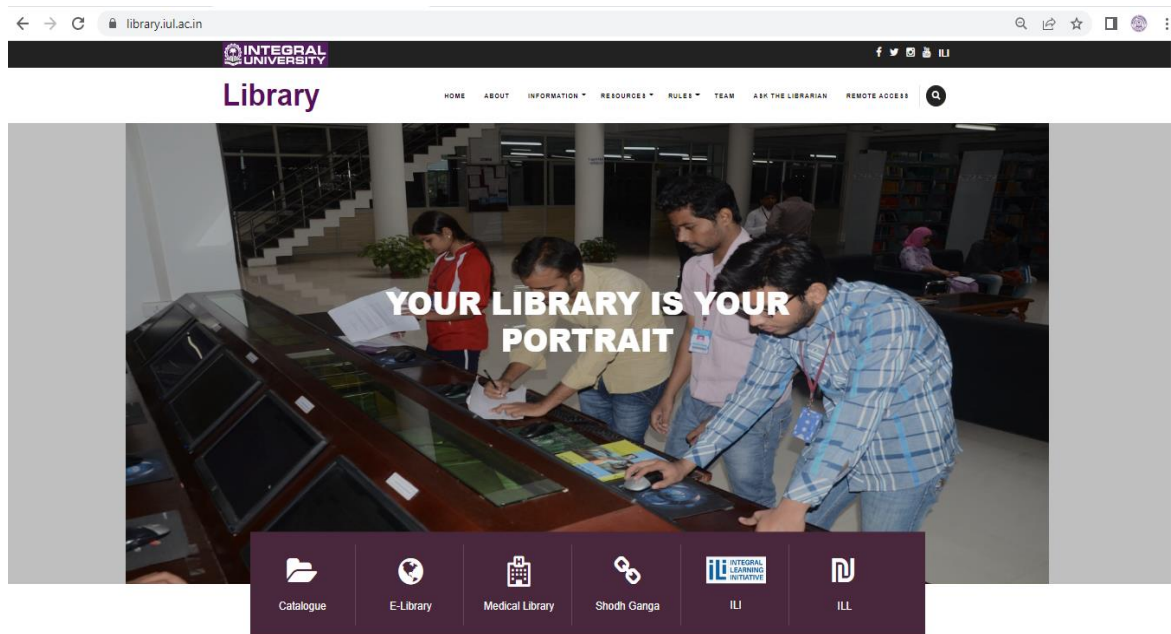 library.iul.ac.in
INTEGRAL
UNIVERSITY
ILI
Library
HOME ABOUT INFORMATION RESOURCES RULES TEAM ASK THE LIBRARIAN REMOTE ACCESS
YOUR LIBRARY IS YOUR
PORTRAIT
INTEGRAL
LEARNING
INITIATIVE
Catalogue E-Library Medical Library Shodh Ganga ILI ILL